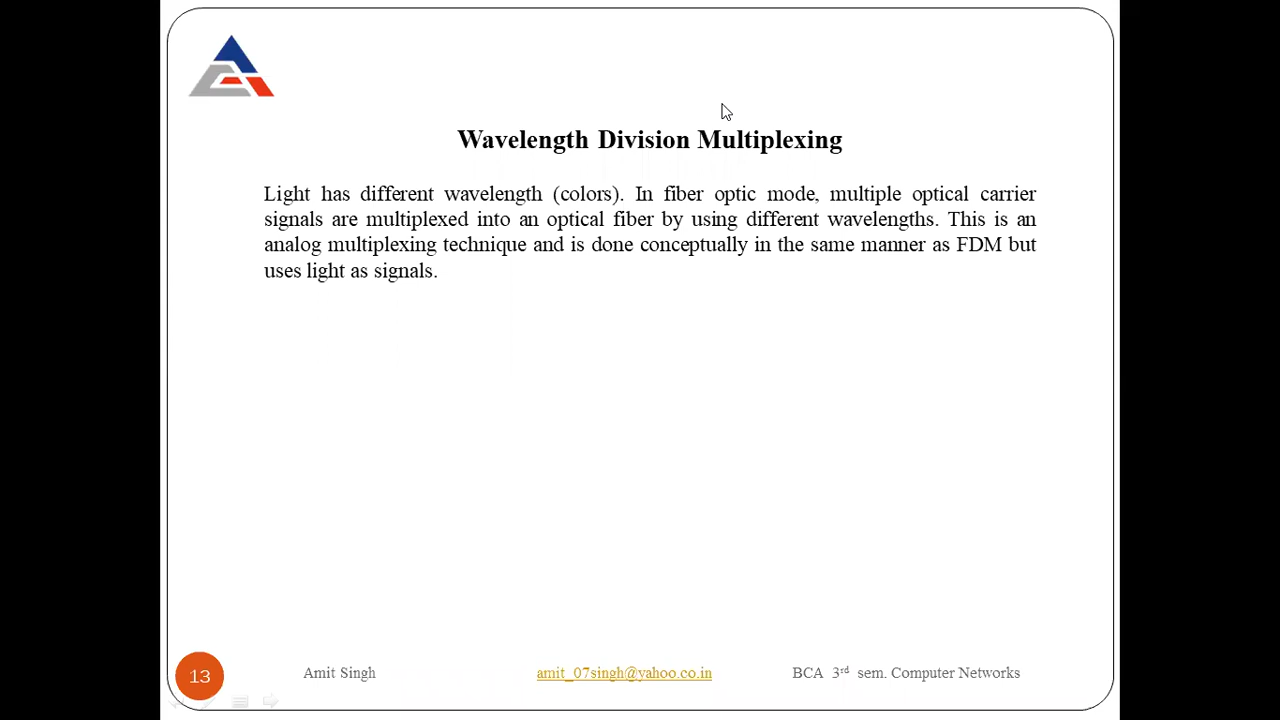 Wavelength Division Multiplexing
Light has different wavelength (colors). In fiber optic mode, multiple optical carrier
signals are multiplexed into an optical fiber by using different wavelengths. This is an
analog multiplexing technique and is done conceptually in the same manner as FDM but
uses light as signals.
13 Amit Singh amit_07singh@yahoo.co.in BCA 3rd sem. Computer Networks